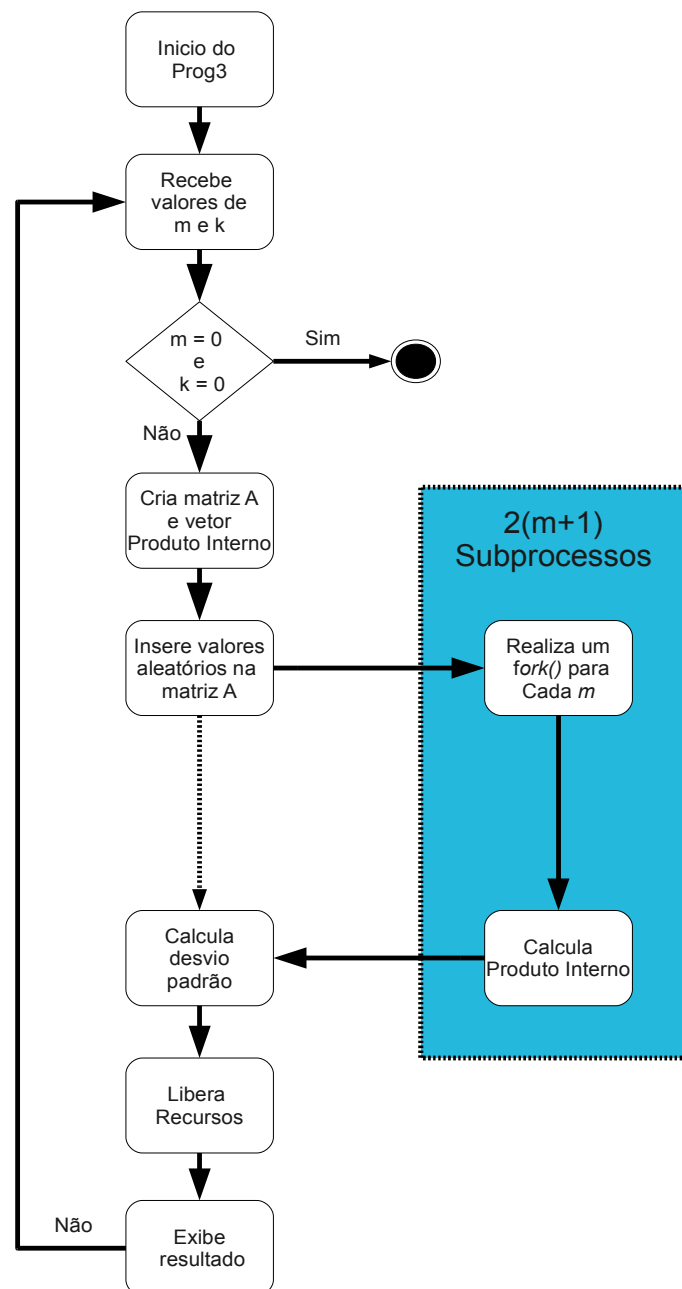 Inicio do
Prog3
Recebe
valores de
m e k
m = 0
e
k = 0
Sim
Não
Cria matriz A
e vetor
Produto Interno
2(m+1)
Subprocessos
Insere valores
aleatórios na
matriz A
Realiza um
fork() para
Cada m
Calcula
desvio
padrão
Calcula
Produto Interno
Libera
Recursos
Não
Exibe
resultado